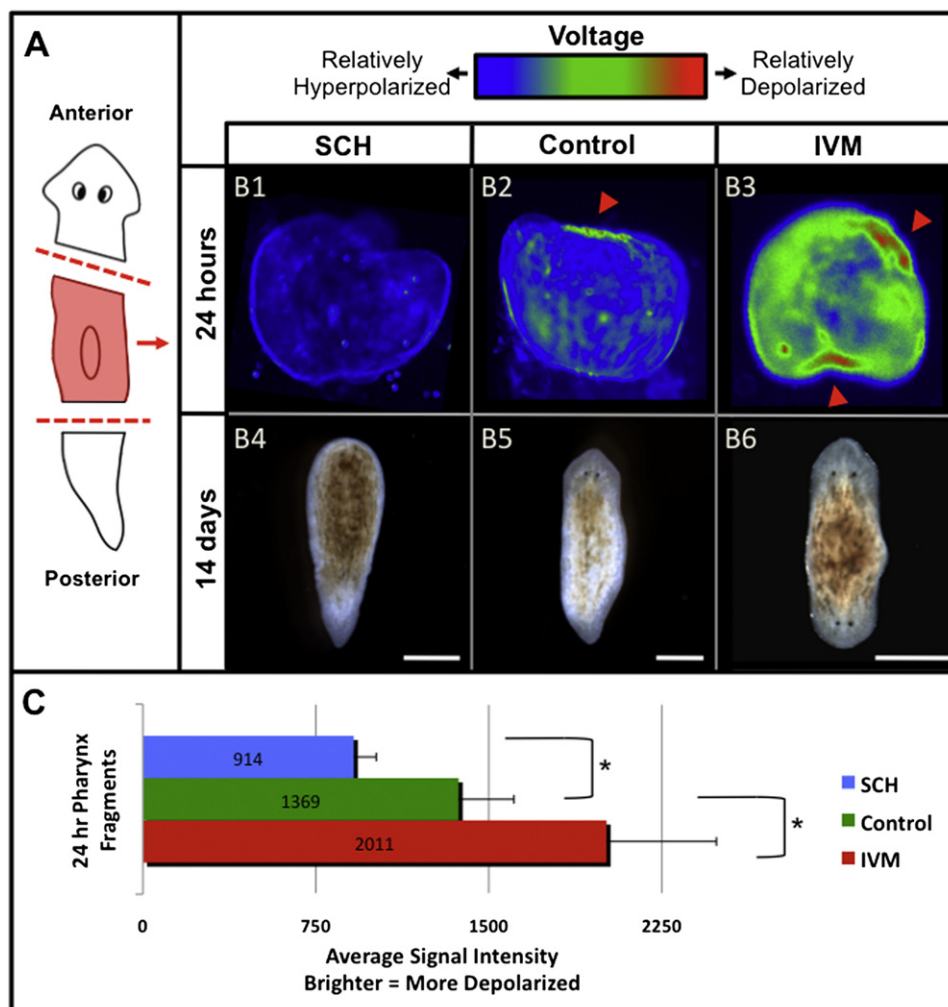 A
Anterior
Posterior
Voltage
Relatively
Hyperpolarized
Relatively
Depolarized
SCH
Control
IVM
24 hours
B1
B2
B3
14 days
B4
B5
B6
C
24 hr Pharynx
Fragments
914
1369
2011
*
*
SCH
Control
IVM
0
750
1500
2250
Average Signal Intensity
Brighter = More Depolarized